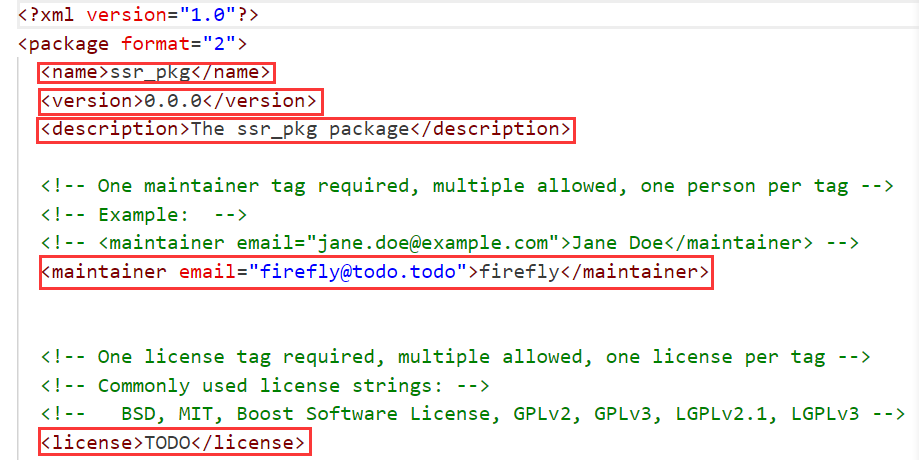 <?xml version="1.0"?>
<package format="2">
<name>ssr_pkg</name>
<version>0.0.0</version>
<description>The ssr_pkg package</description>
<!-- One maintainer tag required, multiple allowed, one person per tag -->
<!-- Example:  -->
<!-- <maintainer email="jane.doe@example.com">Jane Doe</maintainer> -->
<maintainer email="firefly@todo.todo">firefly</maintainer>
<!-- One license tag required, multiple allowed, one license per tag -->
<!-- Commonly used license strings: -->
<!--   BSD, MIT, Boost Software License, GPLv2, GPLv3, LGPLv2.1, LGPLv3 -->
<license>TODO</license>